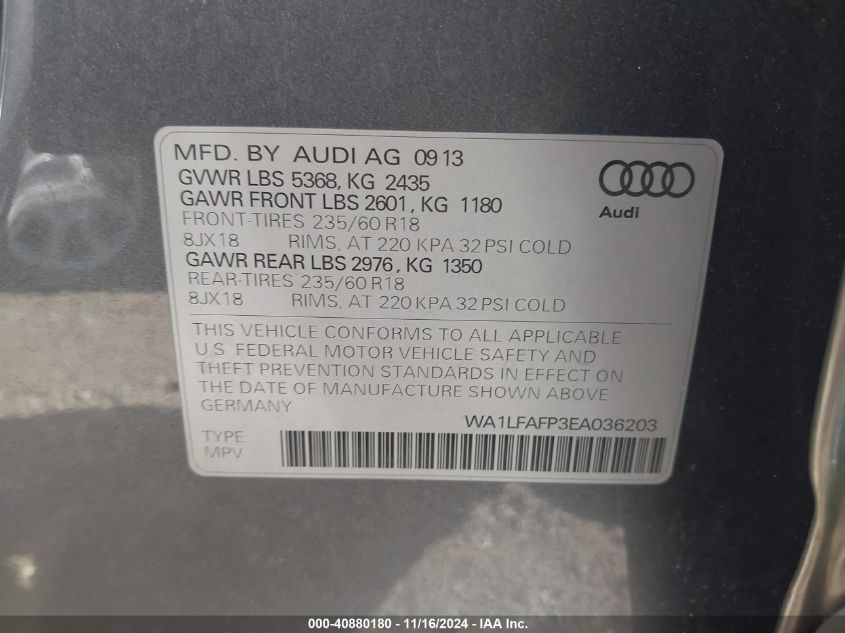 MFD. BY AUDI AG 0913
GVWR LBS 5368, KG 2435
GAWR FRONT LBS 2601, KG 1180
FRONT-TIRES 235/60 R18
8JX18 RIMS, AT 220 KPA 32 PSI COLD
GAWR REAR LBS 2976, KG 1350
REAR-TIRES 235/60 R18
8JX18 RIMS, AT 220 KPA 32 PSI COLD
Audi
THIS VEHICLE CONFORMS TO ALL APPLICABLE
U.S. FEDERAL MOTOR VEHICLE SAFETY AND
THEFT PREVENTION STANDARDS IN EFFECT ON
THE DATE OF MANUFACTURE SHOWN ABOVE
GERMANY
WA1LFAFP3EA036203
TYPE
MPV
000-40880180 - 11/16/2024 - IAA Inc.